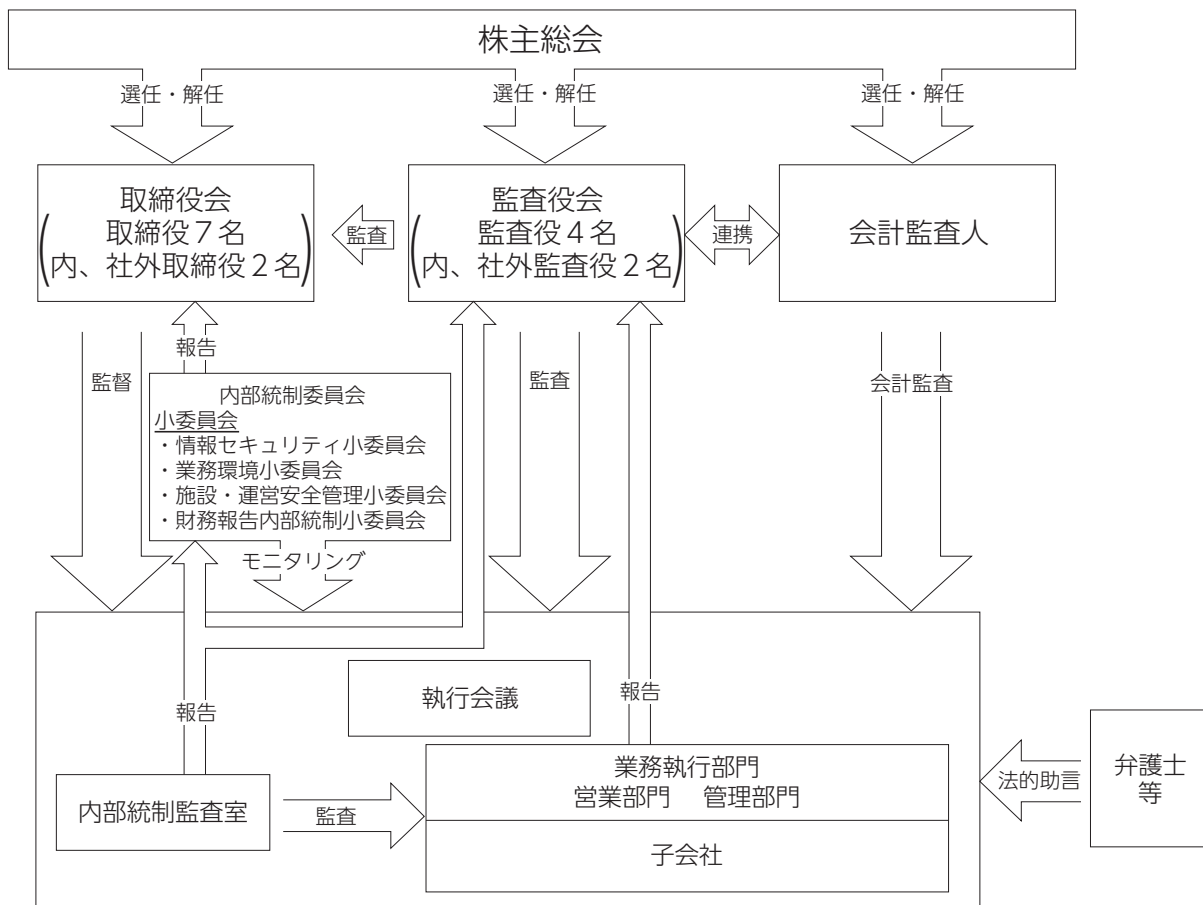 株主総会
選任・解任
選任・解任
選任・解任
取締役会
取締役7名
(内、社外取締役2名)
監査
監査役会
監査役4名
(内、社外監査役2名)
連携
会計監査人
報告
監督
監査
会計監査
内部統制委員会
小委員会
・情報セキュリティ小委員会
・業務環境小委員会
・施設・運営安全管理小委員会
・財務報告内部統制小委員会
モニタリング
執行会議
報告
報告
業務執行部門
営業部門 管理部門
子会社
内部統制監査室
監査
法的助言
弁護士
等